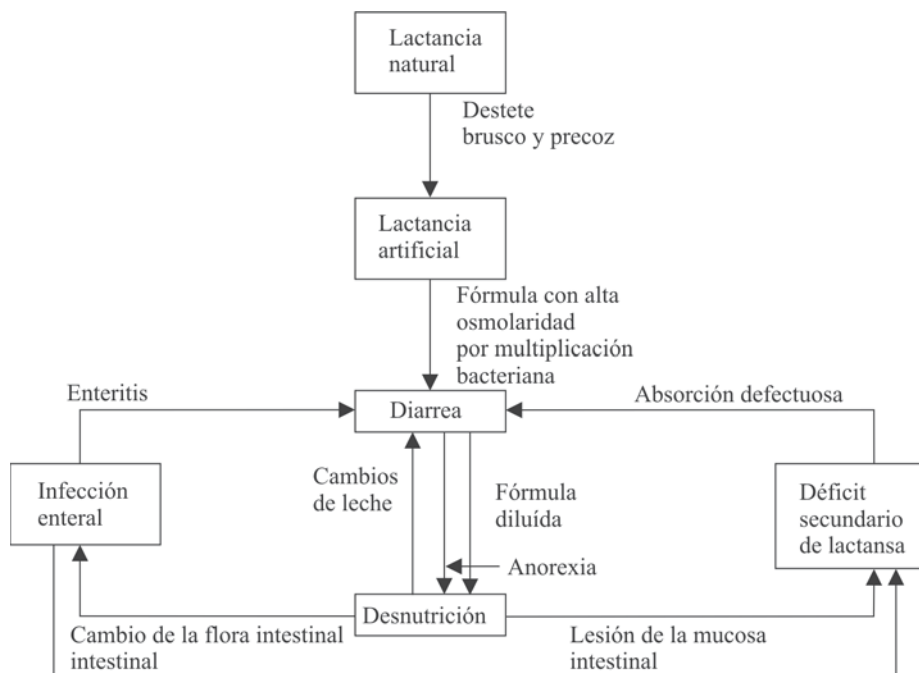 Lactancia
natural
Destete
brusco y precoz
Lactancia
artificial
Fórmula con alta
osmolaridad
por multiplicación
bacteriana
Enteritis
Diarrea
Absorción defectuosa
Infección
enteral
Cambios
de leche
Fórmula
diluída
Déficit
secundario
de lactansa
Anorexia
Desnutrición
Cambio de la flora intestinal
intestinal
Lesión de la mucosa
intestinal